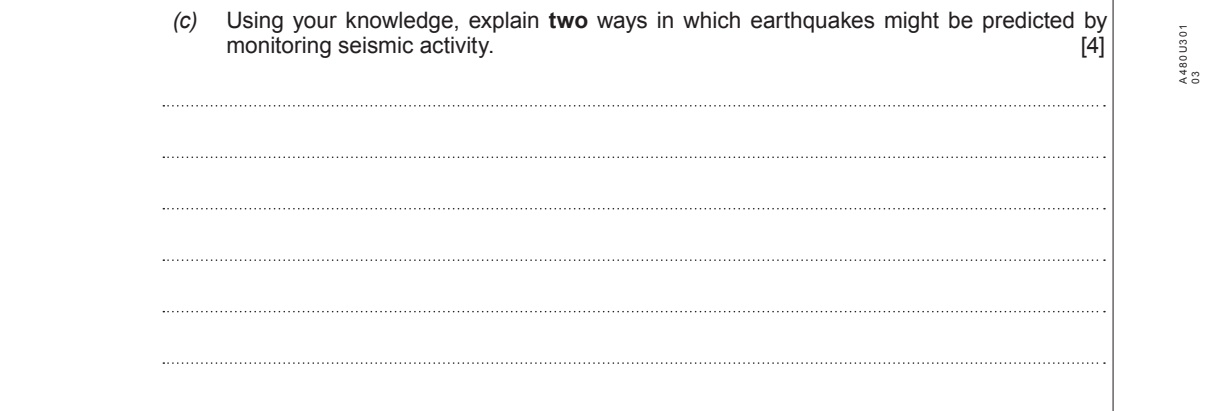 (c) Using your knowledge, explain two ways in which earthquakes might be predicted by
monitoring seismic activity. [4]
A480U301
03